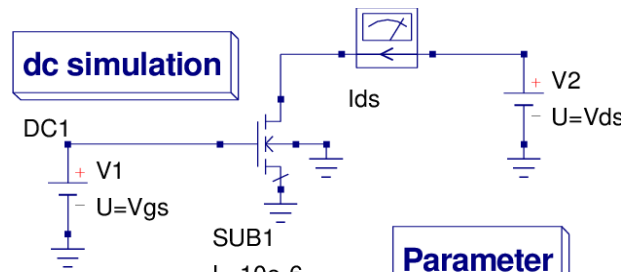 dc simulation
DC1
Ids
+ V2
- U=Vds
+ V1
- U=Vgs
SUB1
Parameter